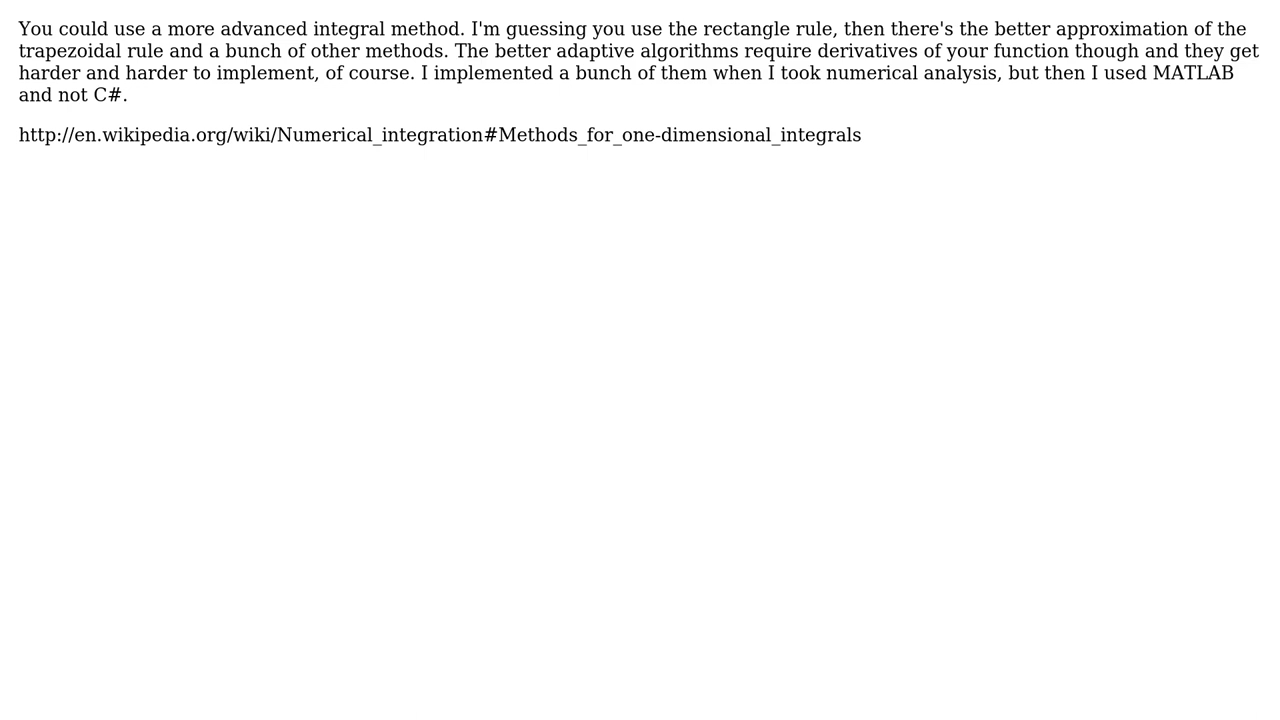 You could use a more advanced integral method. I'm guessing you use the rectangle rule, then there's the better approximation of the
trapezoidal rule and a bunch of other methods. The better adaptive algorithms require derivatives of your function though and they get
harder and harder to implement, of course. I implemented a bunch of them when I took numerical analysis, but then I used MATLAB
and not C#.
http://en.wikipedia.org/wiki/Numerical_integration#Methods_for_one-dimensional_integrals